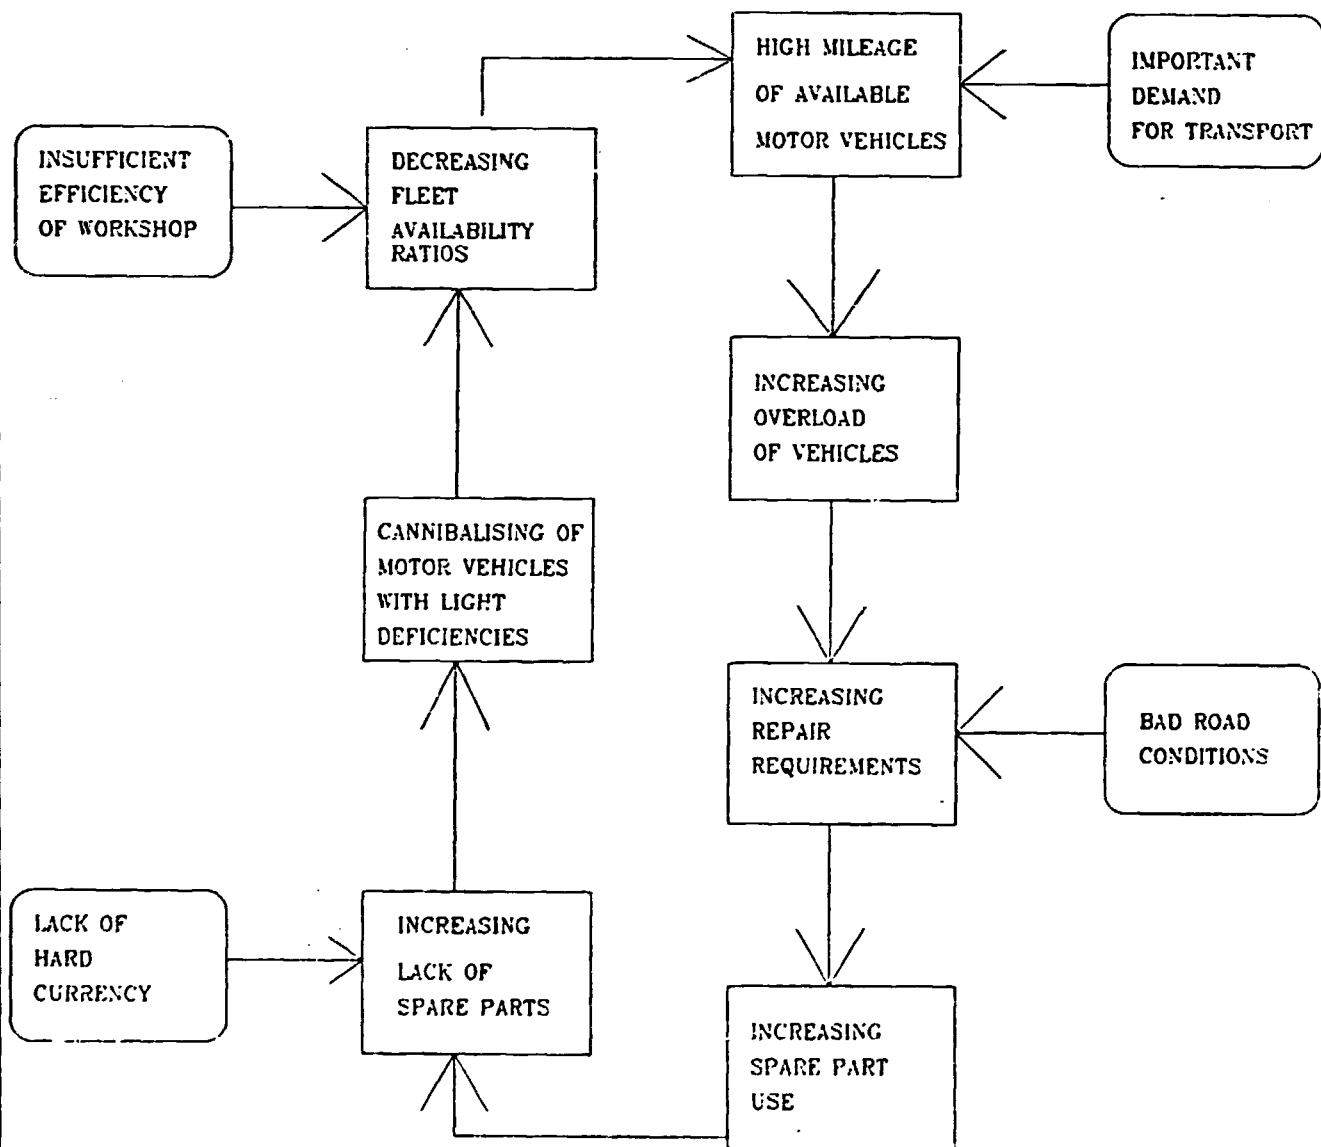 HIGH MILEAGE
OF AVAILABLE
MOTOR VEHICLES
IMPORTANT
DEMAND
FOR TRANSPORT
INSUFFICIENT
EFFICIENCY
OF WORKSHOP
DECREASING
FLEET
AVAILABILITY
RATIOS
INCREASING
OVERLOAD
OF VEHICLES
CANNIBALISING OF
MOTOR VEHICLES
WITH LIGHT
DEFICIENCIES
INCREASING
REPAIR
REQUIREMENTS
BAD ROAD
CONDITIONS
LACK OF
HARD
CURRENCY
INCREASING
LACK OF
SPARE PARTS
INCREASING
SPARE PART
USE